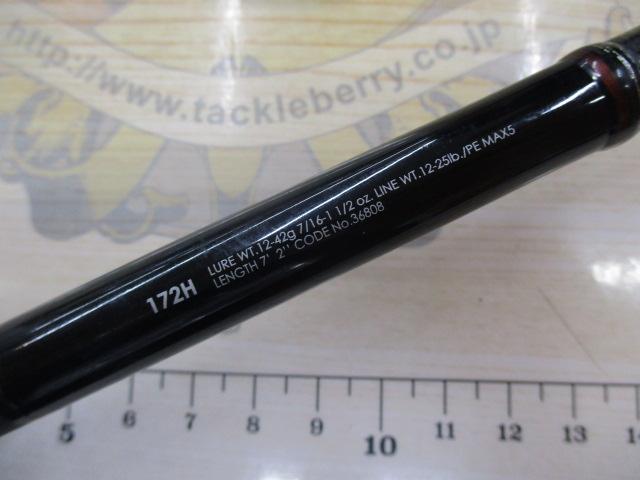 http://www.tackleberry.co.jp
172H
LURE WT.12-42g 7/16-1 1/2 oz. LINE WT.12-25lb./PE MAX5
LENGTH 7' 2'' CODE No.36808
5 6 7 8 9 10 11 12 13 14